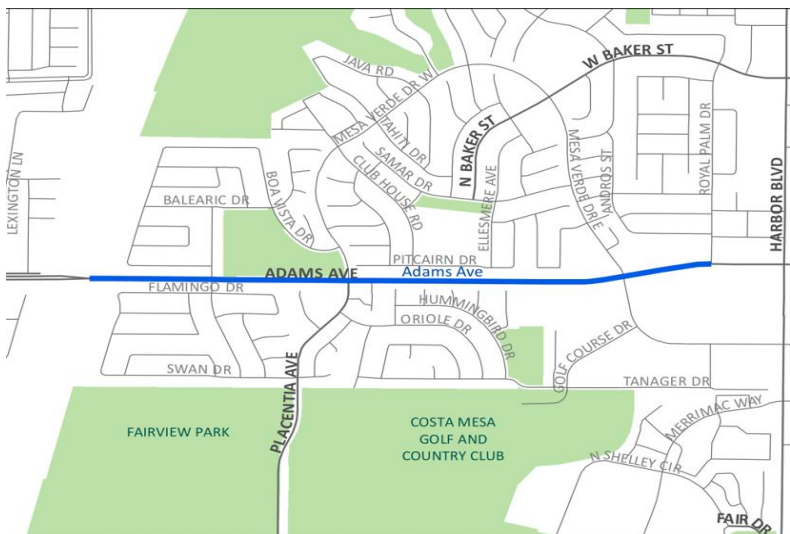 W BAKER ST
JAVA RD
MESA VERDE DR W
TAHITI DR
SAMAR DR
CLUB HOUSE RD
N BAKER ST
ELLESMERE AVE
MESA VERDE DR E
ANDROS ST
ROYAL PALM DR
HARBOR BLVD
LEXINGTON LN
BALEARIC DR
BOA VISTA DR
PITCAIRN DR
ADAMS AVE
Adams Ave
FLAMINGO DR
HUMMINGBIRD DR
ORIOLE DR
GOLF COURSE DR
SWAN DR
TANAGER DR
PLACENTIA AVE
FAIRVIEW PARK
COSTA MESA
GOLF AND
COUNTRY CLUB
MERRIMAC WAY
N SHELLEY CIR
FAIR DR